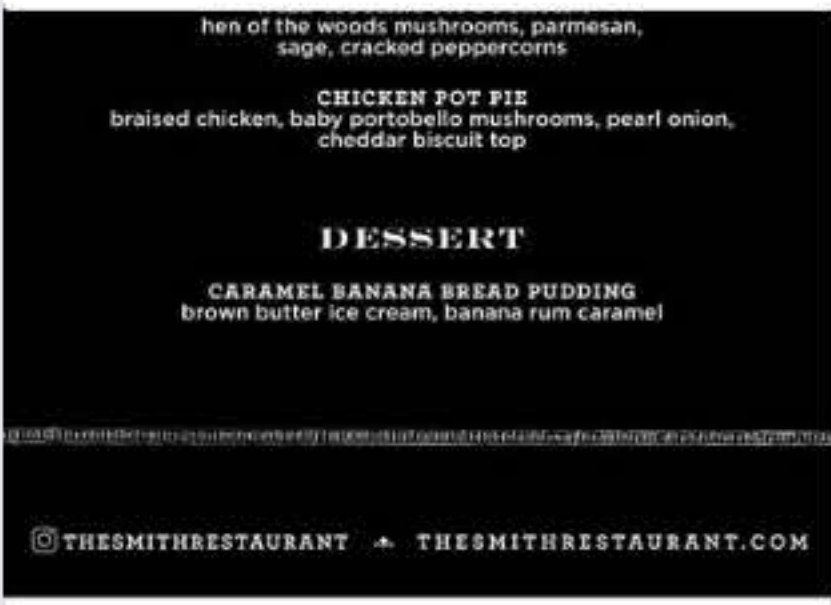 hen of the woods mushrooms, parmesan,
sage, cracked peppercorns
CHICKEN POT PIE
braised chicken, baby portobello mushrooms, pearl onion,
cheddar biscuit top
DESSERT
CARAMEL BANANA BREAD PUDDING
brown butter ice cream, banana rum caramel
THESMITHRESTAURANT THESMITHRESTAURANT.COM